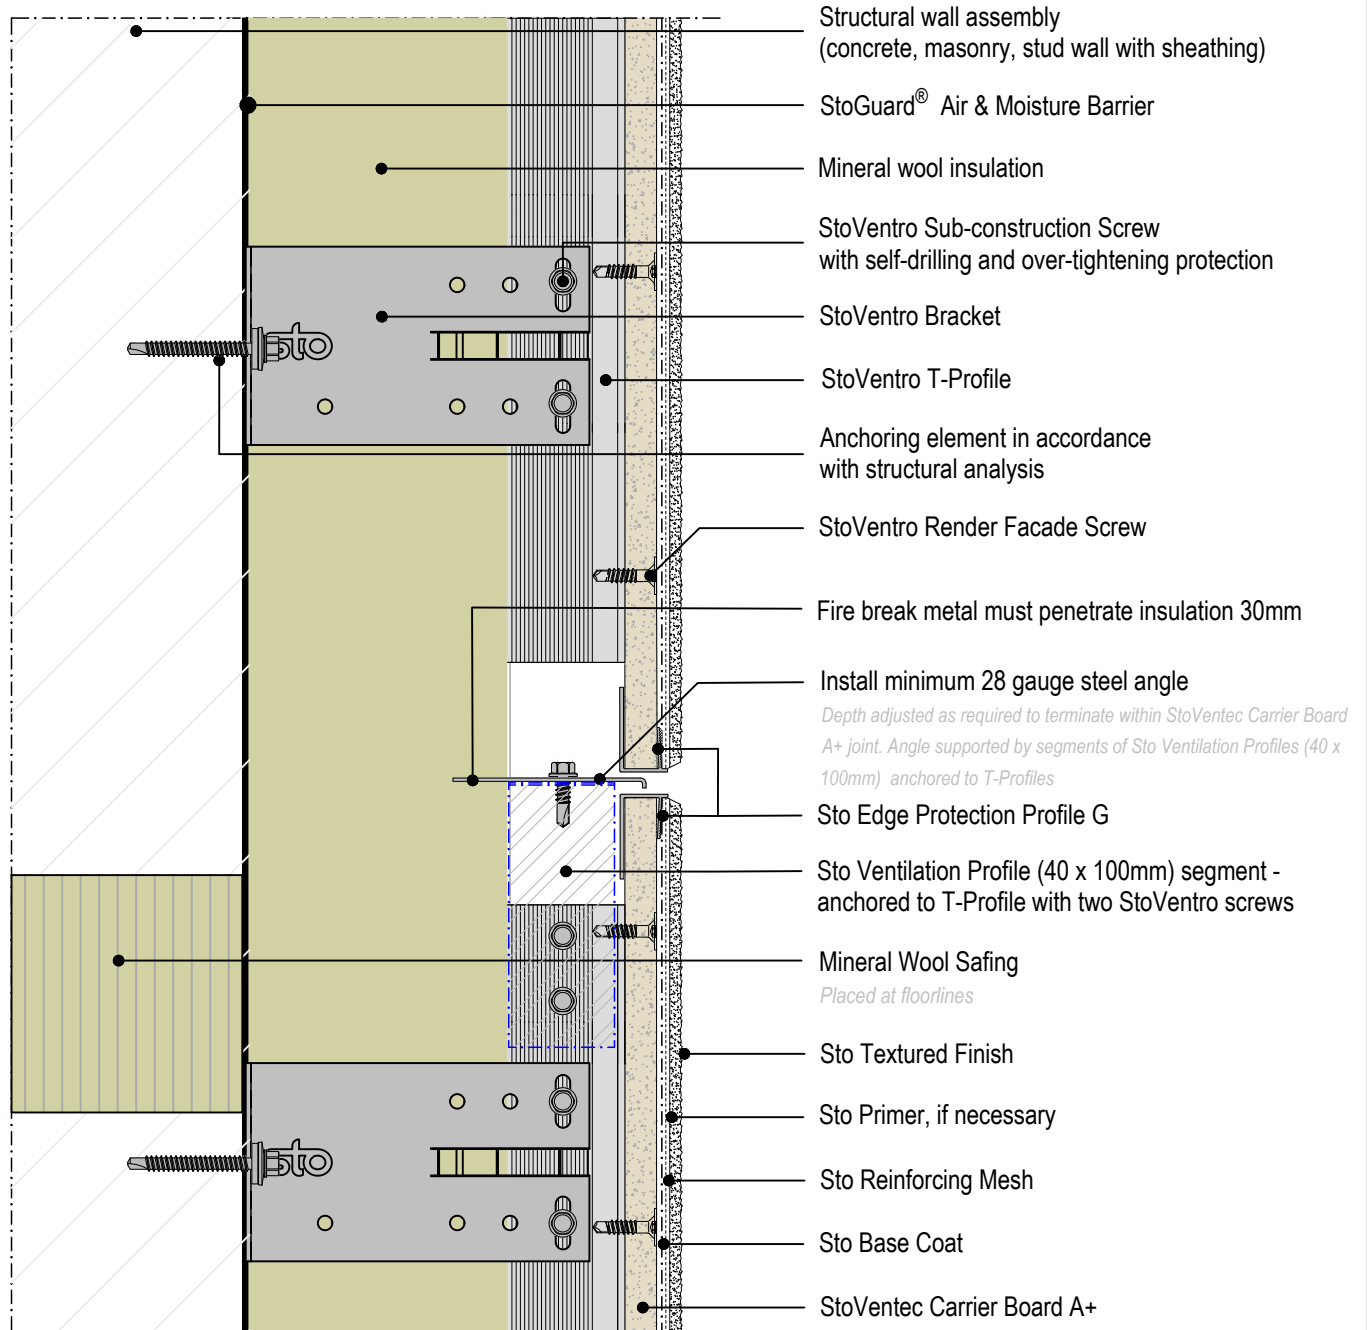 Structural wall assembly
(concrete, masonry, stud wall with sheathing)
StoGuard® Air & Moisture Barrier
Mineral wool insulation
StoVentro Sub-construction Screw
with self-drilling and over-tightening protection
StoVentro Bracket
sto
StoVentro T-Profile
Anchoring element in accordance
with structural analysis
StoVentro Render Facade Screw
Fire break metal must penetrate insulation 30mm
Install minimum 28 gauge steel angle
Depth adjusted as required to terminate within StoVentec Carrier Board
A+ joint. Angle supported by segments of Sto Ventilation Profiles (40 x
100mm) anchored to T-Profiles
Sto Edge Protection Profile G
Sto Ventilation Profile (40 x 100mm) segment -
anchored to T-Profile with two StoVentro screws
Mineral Wool Safing
Placed at floorlines
Sto Textured Finish
Sto Primer, if necessary
sto
Sto Reinforcing Mesh
Sto Base Coat
StoVentec Carrier Board A+